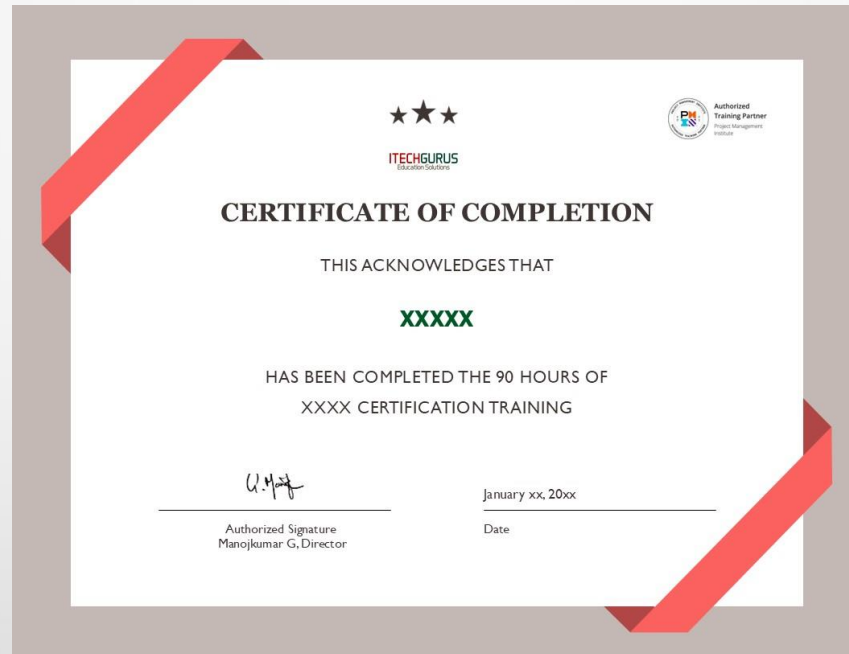 Authorized
Training Partner
Project Management
Institute
PMI
ITECHGURUS
Education Solutions
CERTIFICATE OF COMPLETION
THIS ACKNOWLEDGES THAT
XXXXX
HAS BEEN COMPLETED THE 90 HOURS OF
XXXX CERTIFICATION TRAINING
January xx, 20xx
Authorized Signature
Manojkumar G, Director
Date